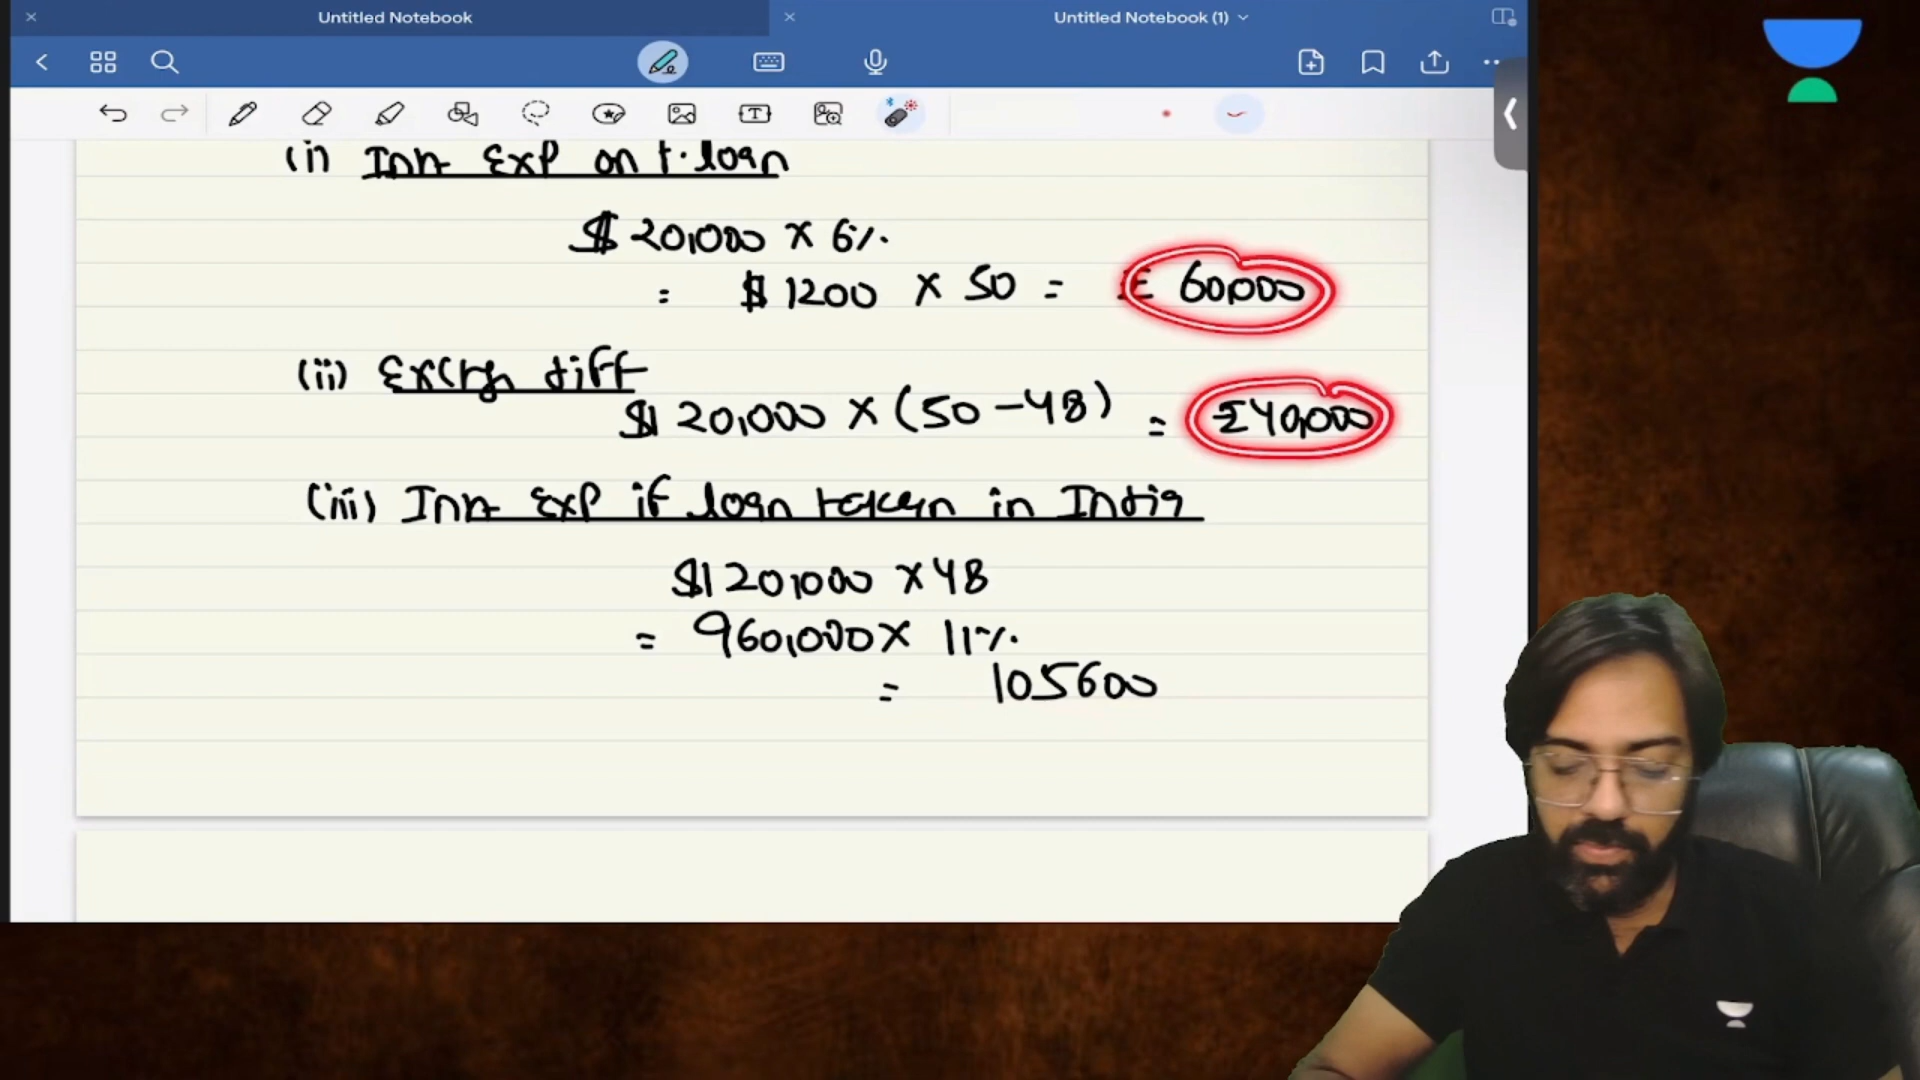 Untitled Notebook
Untitled Notebook (1)
(i) Int Exp on f. loan
$ 20,000 × 6%
= $ 1200 × 50 = ₹ 60,000
(ii) Exchg diff
$ 20,000 × (50 – 48) = ₹ 40,000
(iii) Int Exp if loan taken in India
$ 20,000 × 48
= 960,000 × 11%
= 105600